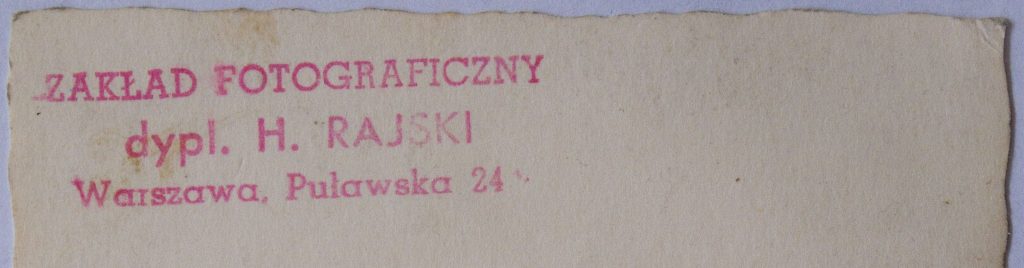 ZAKŁAD FOTOGRAFICZNY
dypl. H. RAJSKI
Warszawa, Puławska 24